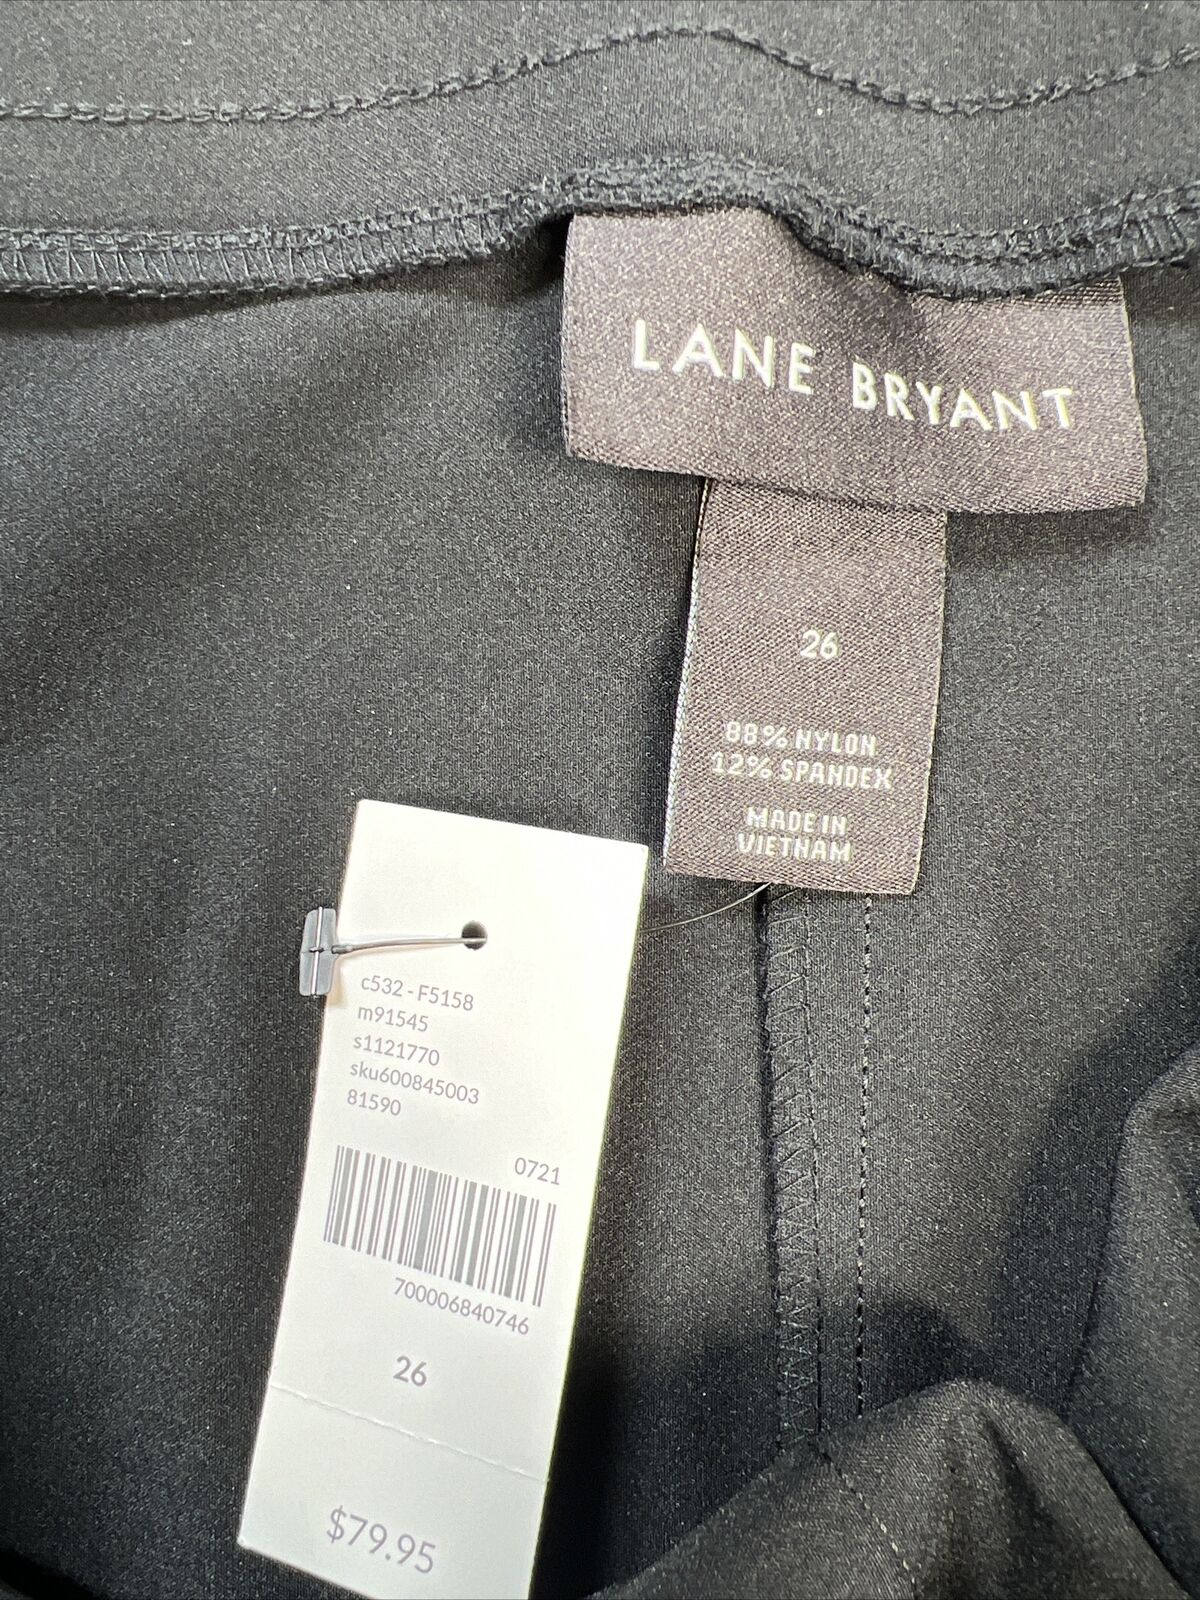 LANE BRYANT
26
88% NYLON
12% SPANDEX
MADE IN
VIETNAM
c532 - F5158
m91545
s1121770
sku600845003
81590
0721
700006840746
26
$79.95